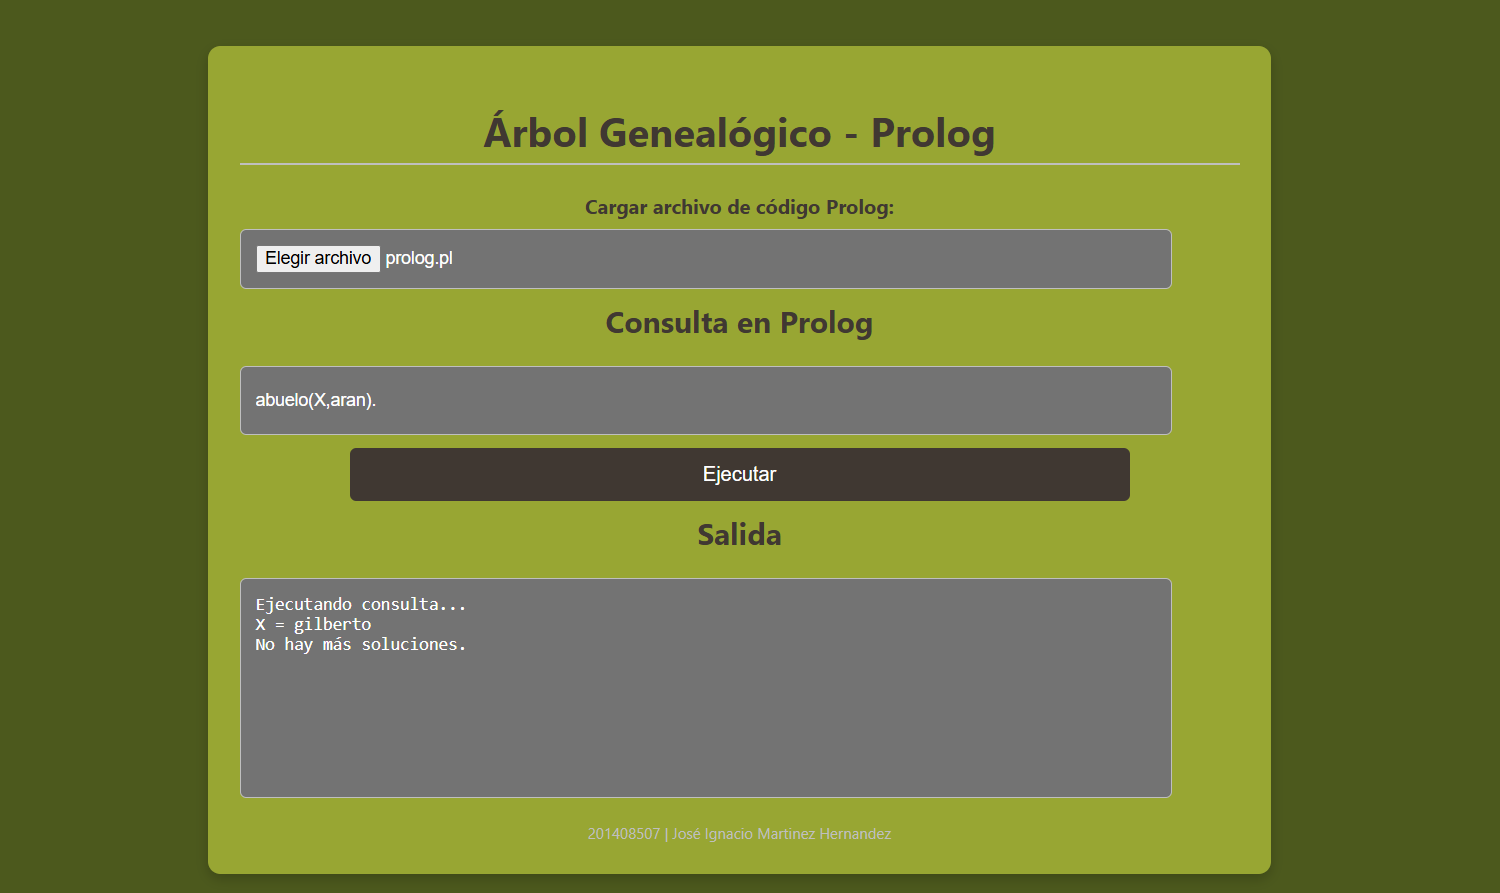 Árbol Genealógico - Prolog
Cargar archivo de código Prolog:
Elegir archivo prolog.pl
Consulta en Prolog
abuelo(X,aran).
Ejecutar
Salida
Ejecutando consulta...
X = gilberto
No hay más soluciones.
201408507 | José Ignacio Martinez Hernandez